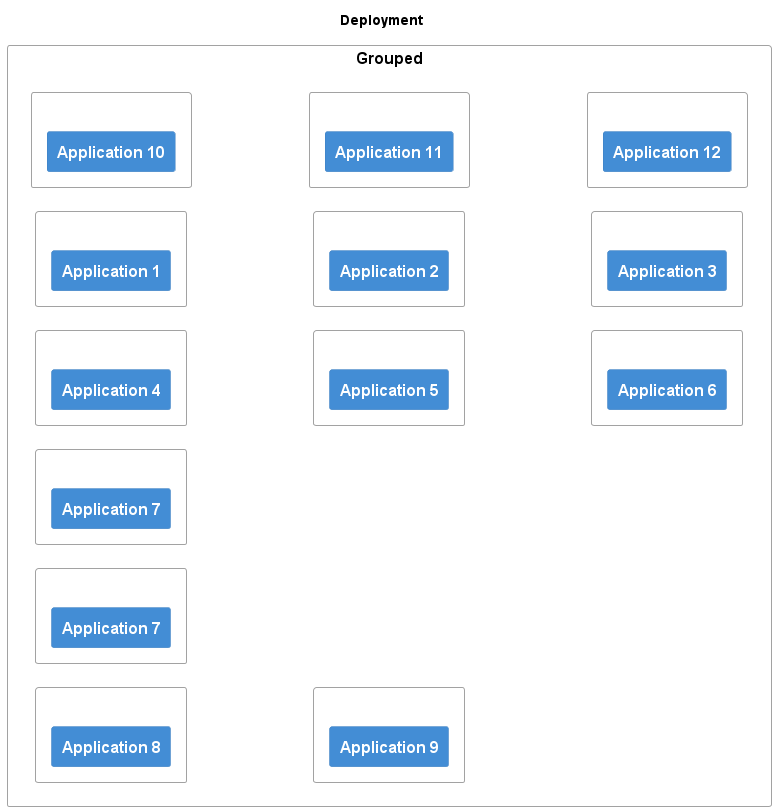 Deployment
Grouped
Application 10
Application 11
Application 12
Application 1
Application 2
Application 3
Application 4
Application 5
Application 6
Application 7
Application 7
Application 8
Application 9